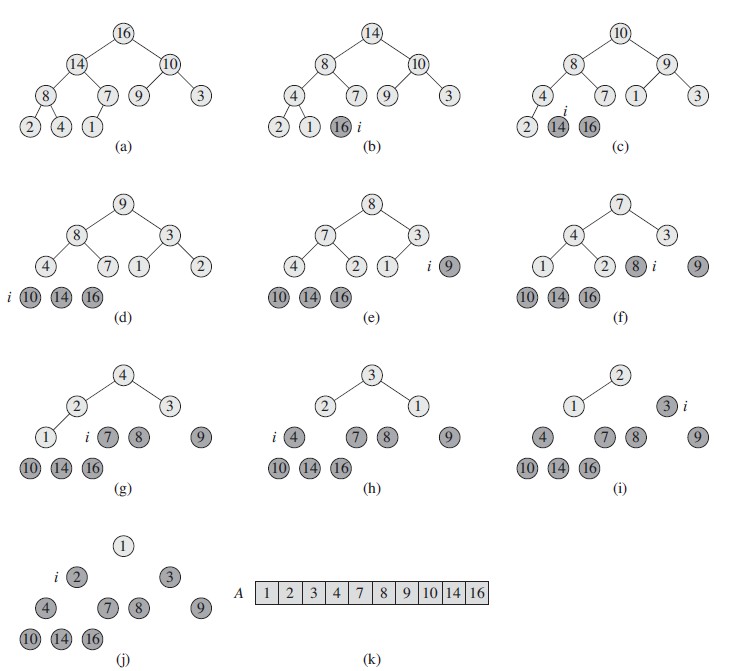 16 14 10
14 10 8 10 8 9
8 7 9 3 4 7 9 3 4 7 1 3
i
2 4 1 2 1 16 i 2 14 16
(a) (b) (c)
9 8 7
8 3 7 3 4 3
4 7 1 2 4 2 1 i 9 1 2 8 i 9
i 10 14 16 10 14 16 10 14 16
(d) (e) (f)
4 3 2
2 3 2 1 1 3 i
1 i 7 8 9 i 4 7 8 9 4 7 8 9
10 14 16 10 14 16 10 14 16
(g) (h) (i)
1
i 2 3
A 1 2 3 4 7 8 9 10 14 16
4 7 8 9
10 14 16
(j) (k)